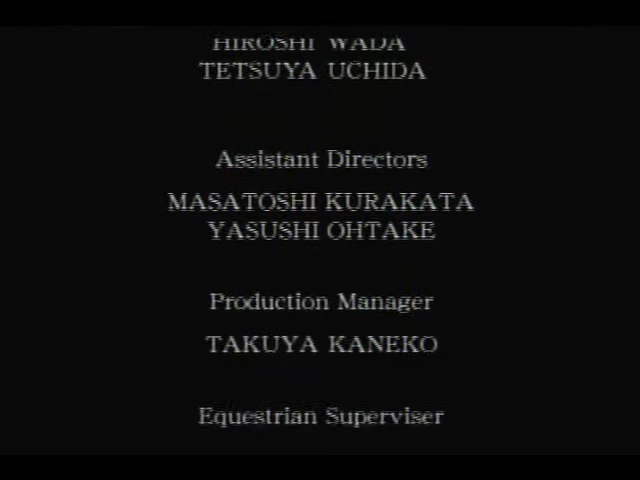 HIROSHI WADA
TETSUYA UCHIDA
Assistant Directors
MASATOSHI KURAKATA
YASUSHI OHTAKE
Production Manager
TAKUYA KANEKO
Equestrian Superviser